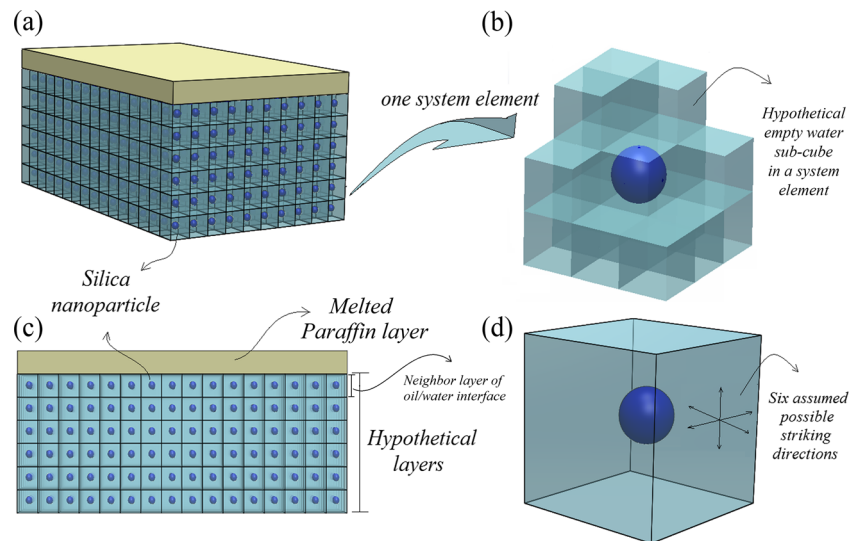 (a)
(b)
one system element
Hypothetical
empty water
sub-cube
in a system
element
Silica
nanoparticle
(c)
Melted
Paraffin layer
(d)
Neighbor layer of
oil/water interface
Hypothetical
layers
Six assumed
possible
striking
directions